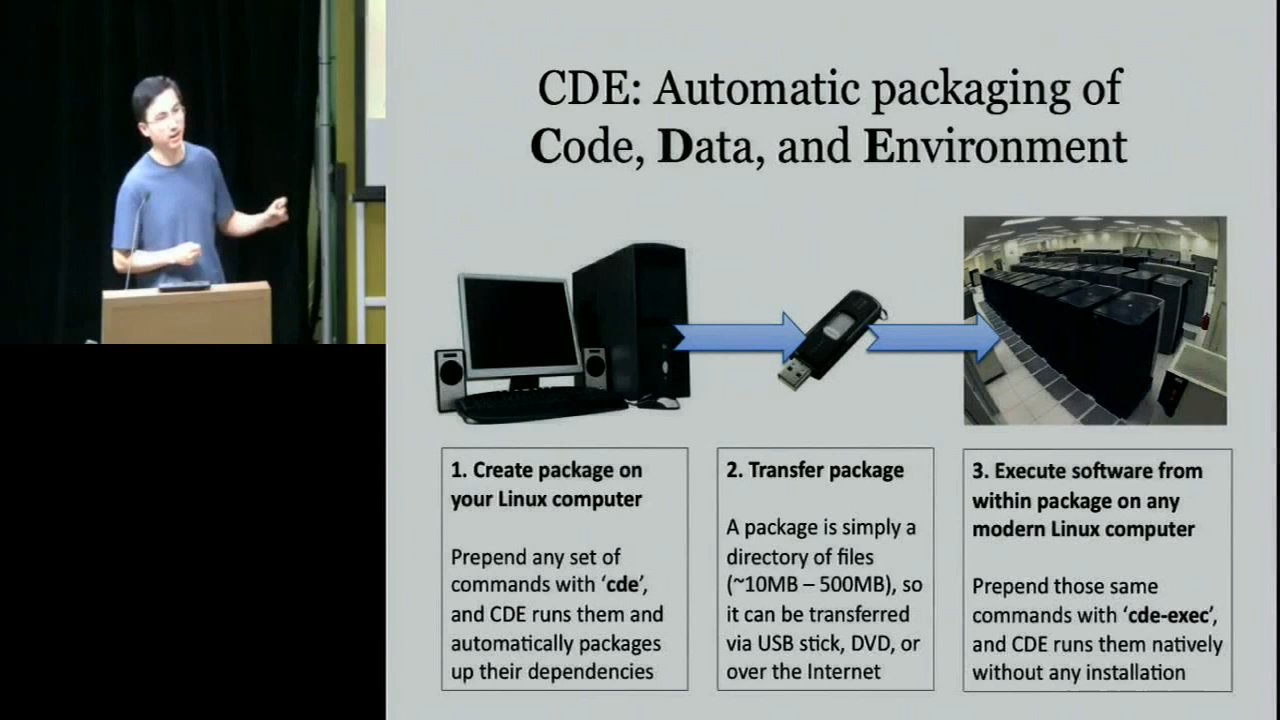 CDE: Automatic packaging of
Code, Data, and Environment
1. Create package on
your Linux computer
Prepend any set of
commands with ‘cde’,
and CDE runs them and
automatically packages
up their dependencies
2. Transfer package
A package is simply a
directory of files
(~10MB – 500MB), so
it can be transferred
via USB stick, DVD, or
over the Internet
3. Execute software from
within package on any
modern Linux computer
Prepend those same
commands with ‘cde-exec’,
and CDE runs them natively
without any installation